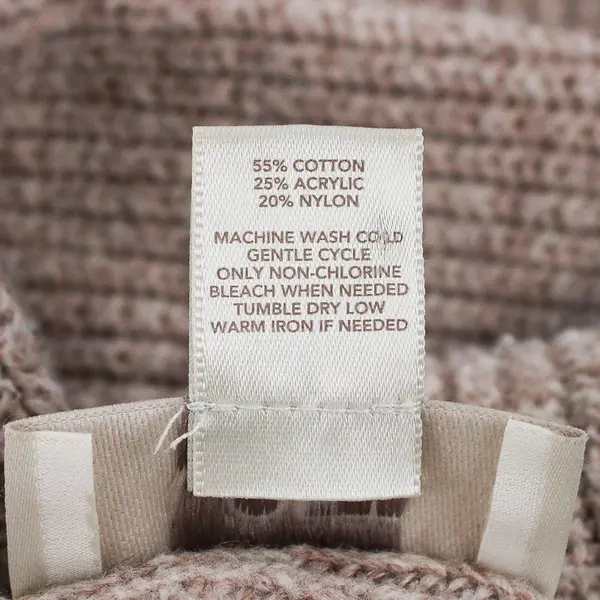 55% COTTON
25% ACRYLIC
20% NYLON
MACHINE WASH COLD
GENTLE CYCLE
ONLY NON-CHLORINE
BLEACH WHEN NEEDED
TUMBLE DRY LOW
WARM IRON IF NEEDED